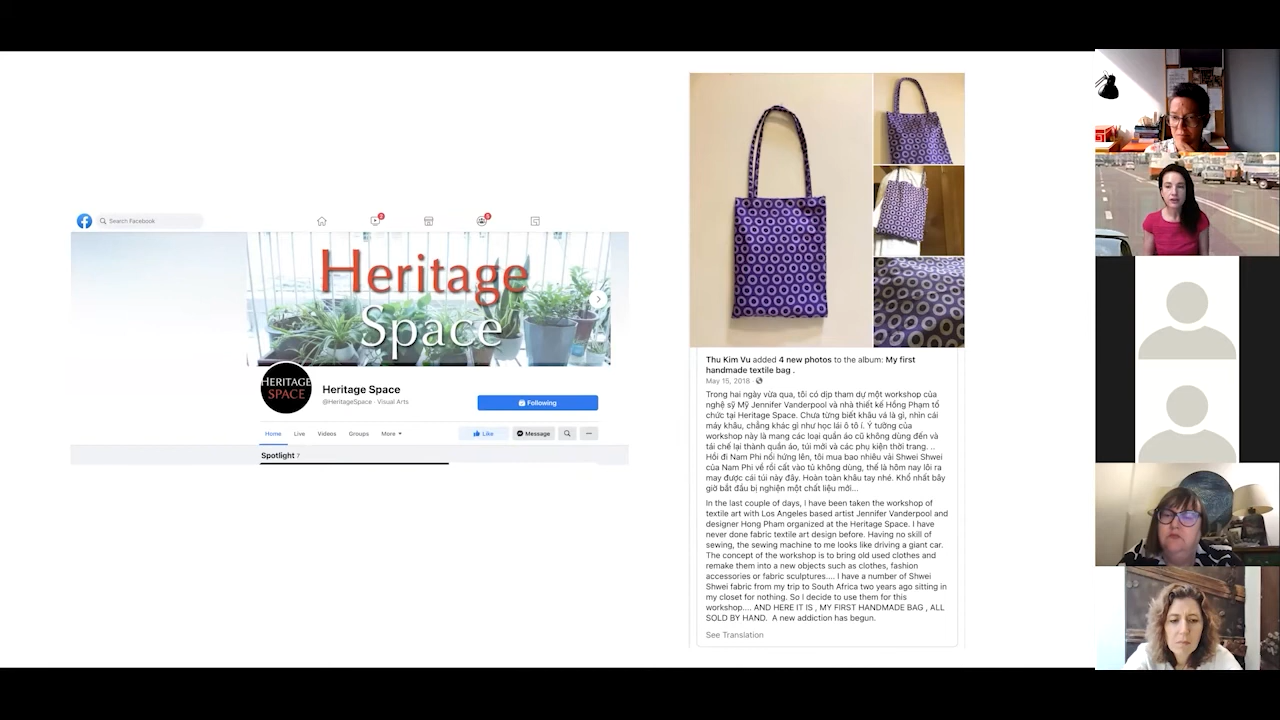 Search Facebook
2
5
Heritage
Space
HERITAGE
SPACE
Heritage Space
@HeritageSpace · Visual Arts
Following
Home
Live
Videos
Groups
More
Like
Message
Spotlight 7
Thu Kim Vu added 4 new photos to the album: My first
handmade textile bag .
May 15, 2018 ·
Trong hai ngày vừa qua, tôi có dịp tham dự một workshop của
nghệ sỹ Mỹ Jennifer Vanderpool và nhà thiết kế Hồng Phạm tổ
chức tại Heritage Space. Chưa từng biết khâu vá là gì, nhìn cái
máy khâu, chẳng khác gì như học lái ô tô í. Ý tưởng của
workshop này là mang các loại quần áo cũ không dùng đến và
tái chế lại thành quần áo, túi mới và các phụ kiện thời trang. ..
Hồi đi Nam Phi nổi hứng lên, tôi mua bao nhiêu vải Shwei Shwei
của Nam Phi về rồi cất vào tủ không dùng, thế là hôm nay lôi ra
may được cái túi này đây. Hoàn toàn khâu tay nhé. Khổ nhất bây
giờ bắt đầu bị nghiện một chất liệu mới...
In the last couple of days, I have been taken the workshop of
textile art with Los Angeles based artist Jennifer Vanderpool and
designer Hong Pham organized at the Heritage Space. I have
never done fabric textile art design before. Having no skill of
sewing, the sewing machine to me looks like driving a giant car.
The concept of the workshop is to bring old used clothes and
remake them into a new objects such as clothes, fashion
accessories or fabric sculptures.... I have a number of Shwei
Shwei fabric from my trip to South Africa two years ago sitting in
my closet for nothing. So I decide to use them for this
workshop.... AND HERE IT IS , MY FIRST HANDMADE BAG , ALL
SOLD BY HAND. A new addiction has begun.
See Translation